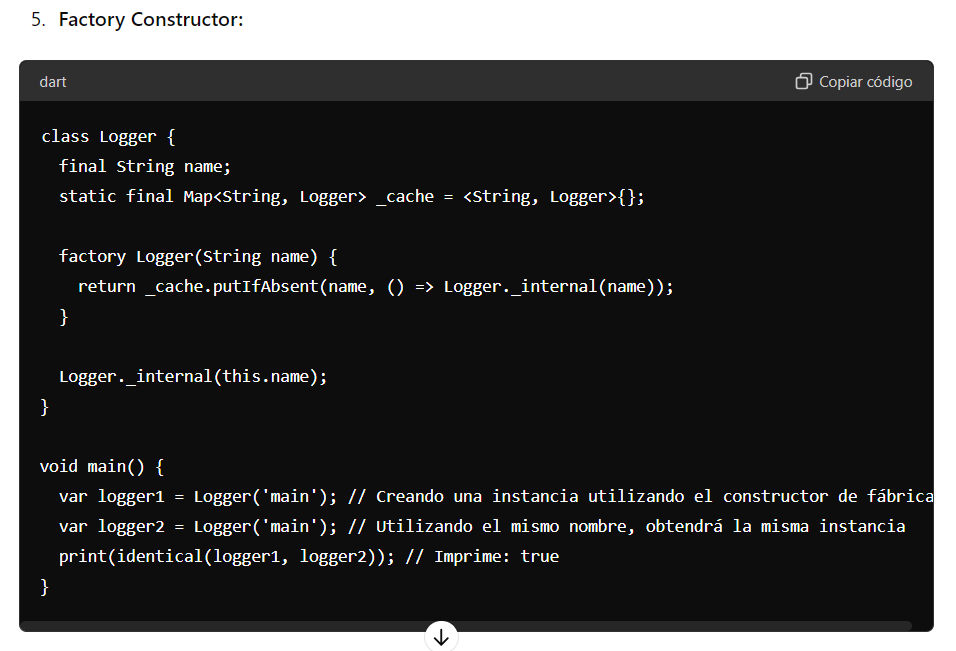 5. Factory Constructor:
dart
Copiar código
class Logger {
  final String name;
  static final Map<String, Logger> _cache = <String, Logger>{};

  factory Logger(String name) {
    return _cache.putIfAbsent(name, () => Logger._internal(name));
  }

  Logger._internal(this.name);
}

void main() {
  var logger1 = Logger('main'); // Creando una instancia utilizando el constructor de fábrica
  var logger2 = Logger('main'); // Utilizando el mismo nombre, obtendrá la misma instancia
  print(identical(logger1, logger2)); // Imprime: true
}